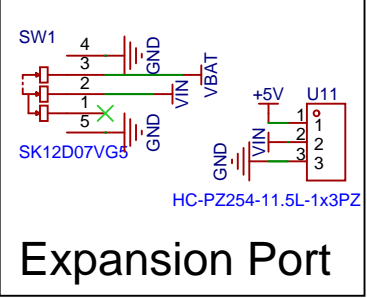 SW1
4
GND
3
VBAT
2
VIN
1
5
GND
SK12D07VG5
+5V
U11
1
1
VIN
2
2
GND
3
3
HC-PZ254-11.5L-1x3PZ
Expansion Port